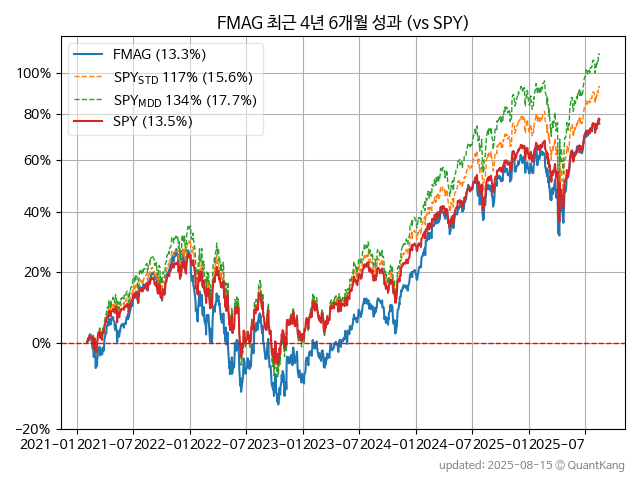 FMAG 최근 4년 6개월 성과 (vs SPY)
FMAG (13.3%)
SPYSTD 117% (15.6%)
SPYMDD 134% (17.7%)
SPY (13.5%)
100%
80%
60%
40%
20%
0%
−20%
2021-01 2021-07 2022-01 2022-07 2023-01 2023-07 2024-01 2024-07 2025-01 2025-07
updated: 2025-08-15 © QuantKang